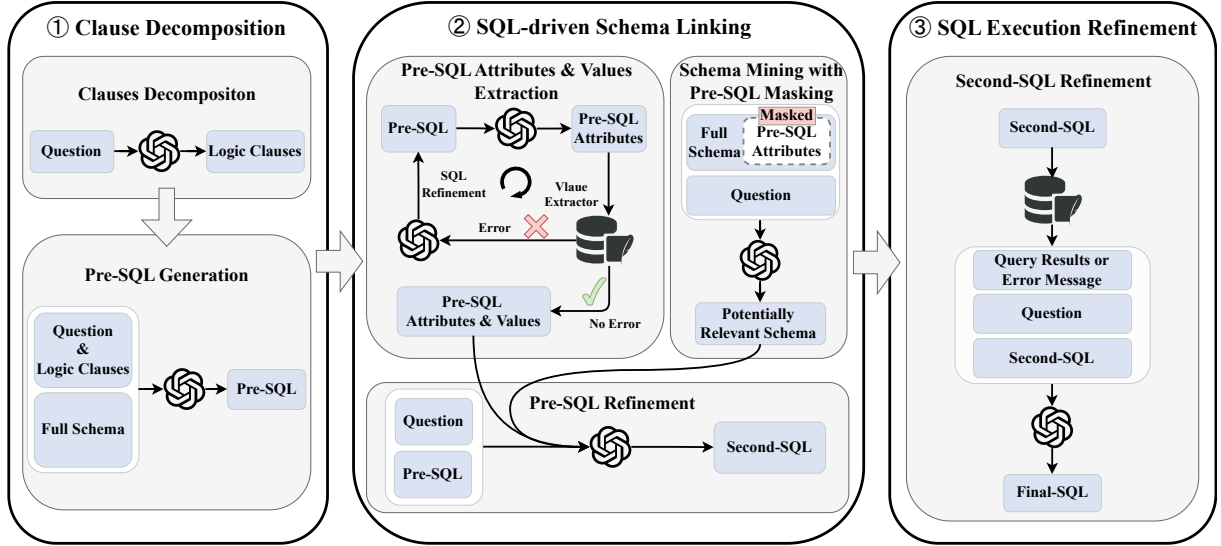 ① Clause Decomposition
Clauses Decompositon
Question
Logic Clauses
Pre-SQL Generation
Question
&
Logic Clauses
Full Schema
Pre-SQL
② SQL-driven Schema Linking
Pre-SQL Attributes & Values
Extraction
Pre-SQL
Pre-SQL
Attributes
SQL
Refinement
Vlaue
Extractor
Error
Pre-SQL
Attributes & Values
No Error
Schema Mining with
Pre-SQL Masking
Masked
Full
Schema
Pre-SQL
Attributes
Question
Potentially
Relevant Schema
Pre-SQL Refinement
Question
Pre-SQL
Second-SQL
③ SQL Execution Refinement
Second-SQL Refinement
Second-SQL
Query Results or
Error Message
Question
Second-SQL
Final-SQL